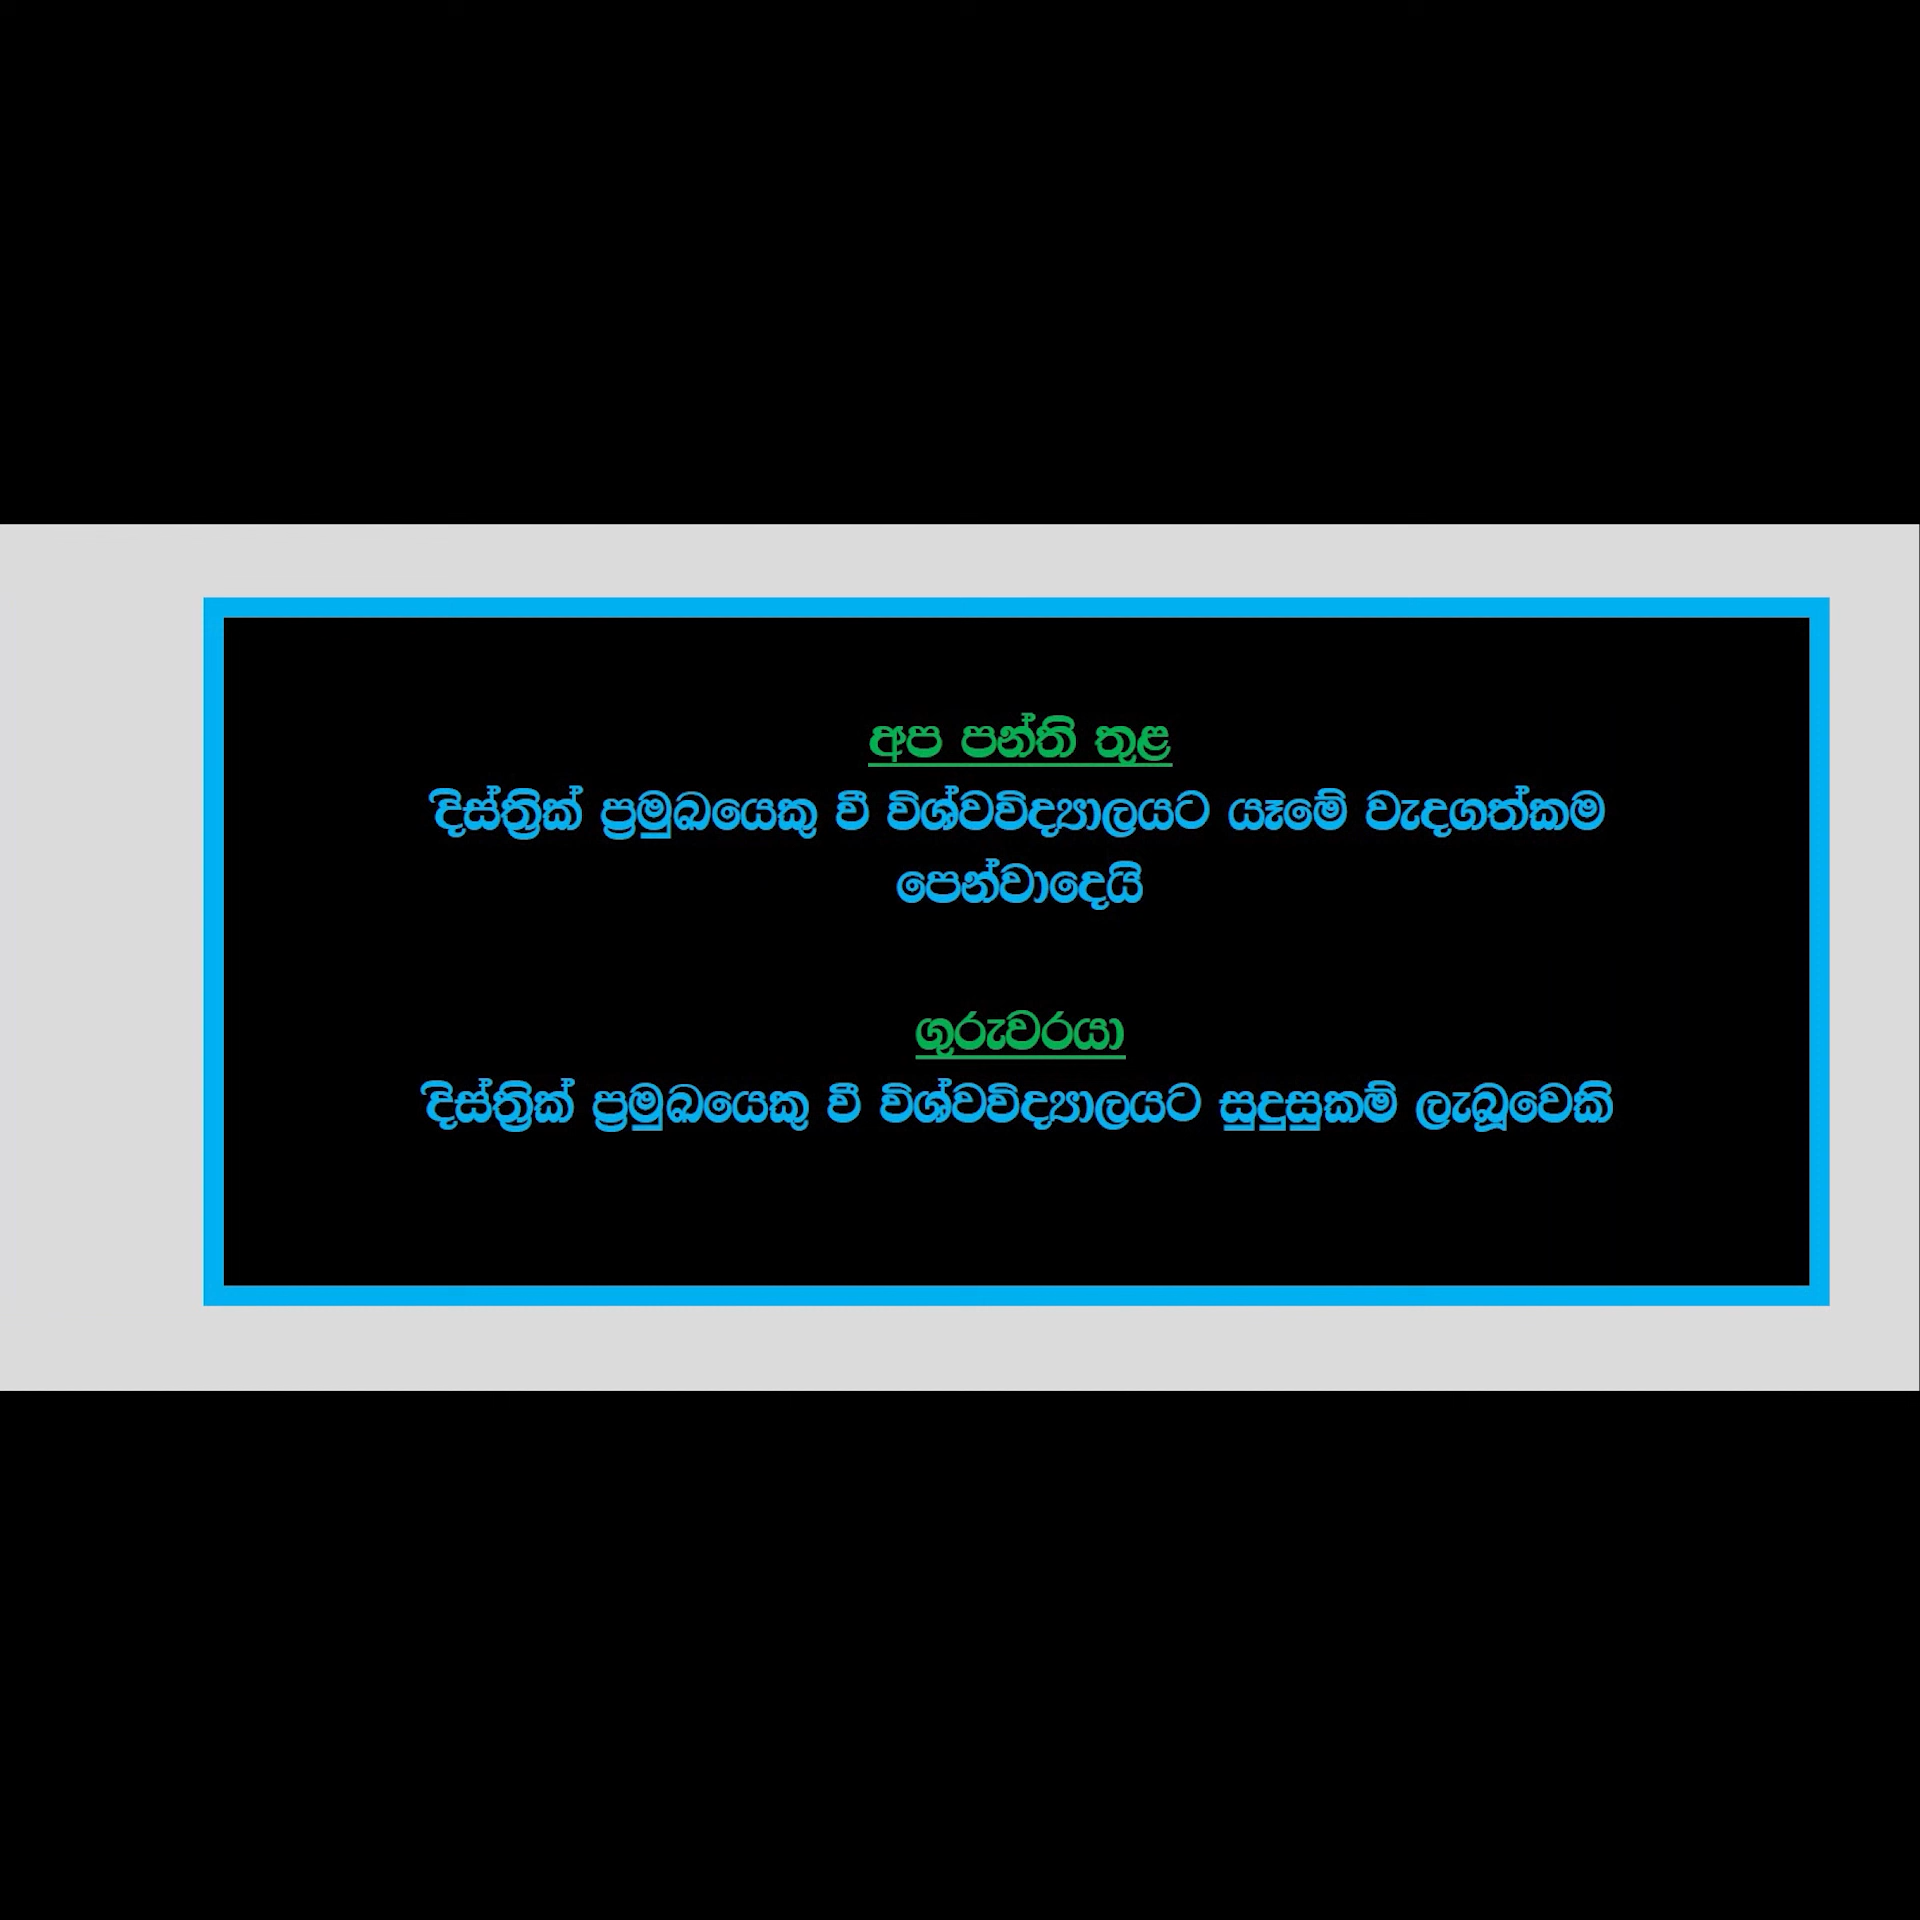 අප පන්ති තුළ
දිස්ත්‍රික් ප්‍රමුඛයෙකු වී විශ්වවිද්‍යාලයට යෑමේ වැදගත්කම
පෙන්වාදෙයි
ගුරුවරයා
දිස්ත්‍රික් ප්‍රමුඛයෙකු වී විශ්වවිද්‍යාලයට සුදුසුකම් ලැබූවෙකි